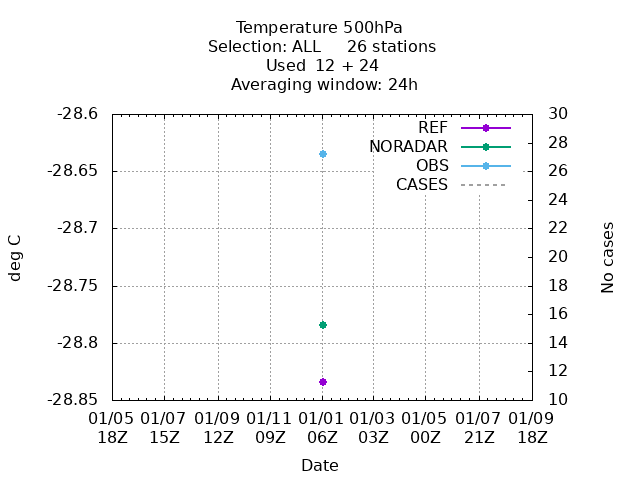 Temperature 500hPa
Selection: ALL     26 stations
Used  12 + 24
Averaging window: 24h
-28.6
-28.65
-28.7
-28.75
-28.8
-28.85
deg C
30
28
26
24
22
20
18
16
14
12
10
No cases
REF
NORADAR
OBS
CASES
01/05 01/07 01/09 01/11 01/01 01/03 01/05 01/07 01/09
18Z 15Z 12Z 09Z 06Z 03Z 00Z 21Z 18Z
Date